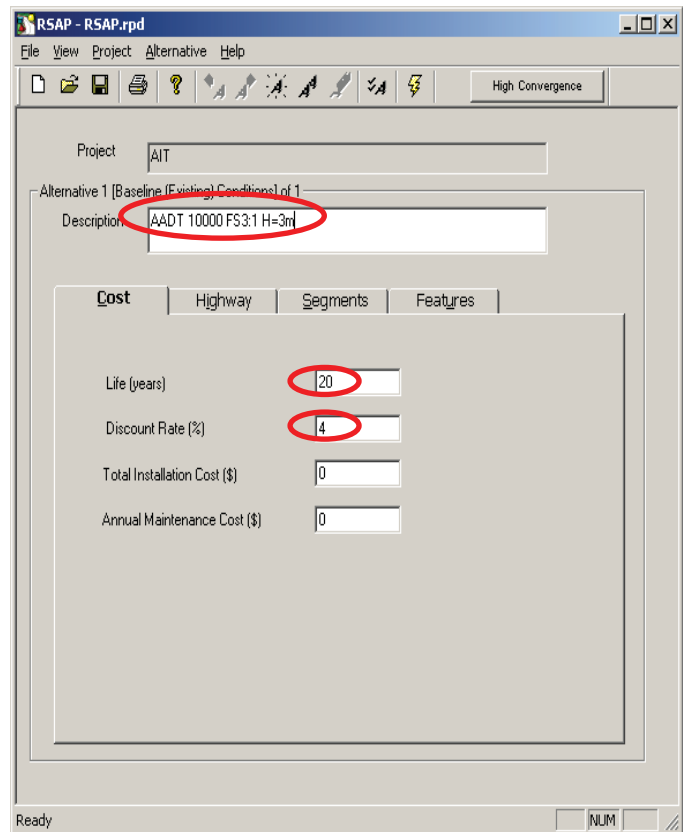 RSAP - RSAP.rpd
File View Project Alternative Help
High Convergence
Project AIT
Alternative 1 [Baseline (Existing) Conditions] of 1
Description AADT 10000 FS3:1 H=3m
Cost Highway Segments Features
Life (years) 20
Discount Rate (%) 4
Total Installation Cost ($) 0
Annual Maintenance Cost ($) 0
Ready NUM